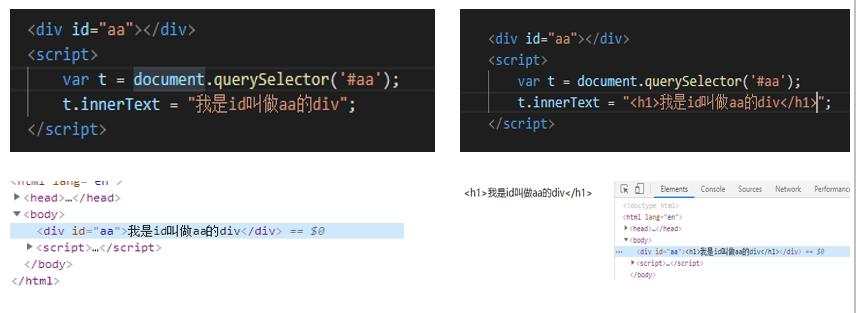 <div id="aa"></div>
<script>
var t = document.querySelector('#aa');
t.innerText = "我是id叫做aa的div";
</script>
<div id="aa"></div>
<script>
var t = document.querySelector('#aa');
t.innerText = "<h1>我是id叫做aa的div</h1>";
</script>
<html lang="en">
<head>…</head>
<body>
<div id="aa">我是id叫做aa的div</div> == $0
<script>…</script>
</body>
</html>
<h1>我是id叫做aa的div</h1>
Elements Console Sources Network Performance
<!doctype html>
<html lang="en">
<head>…</head>
<body>
<div id="aa"><h1>我是id叫做aa的div</h1></div> == $0
<script>…</script>
</body>